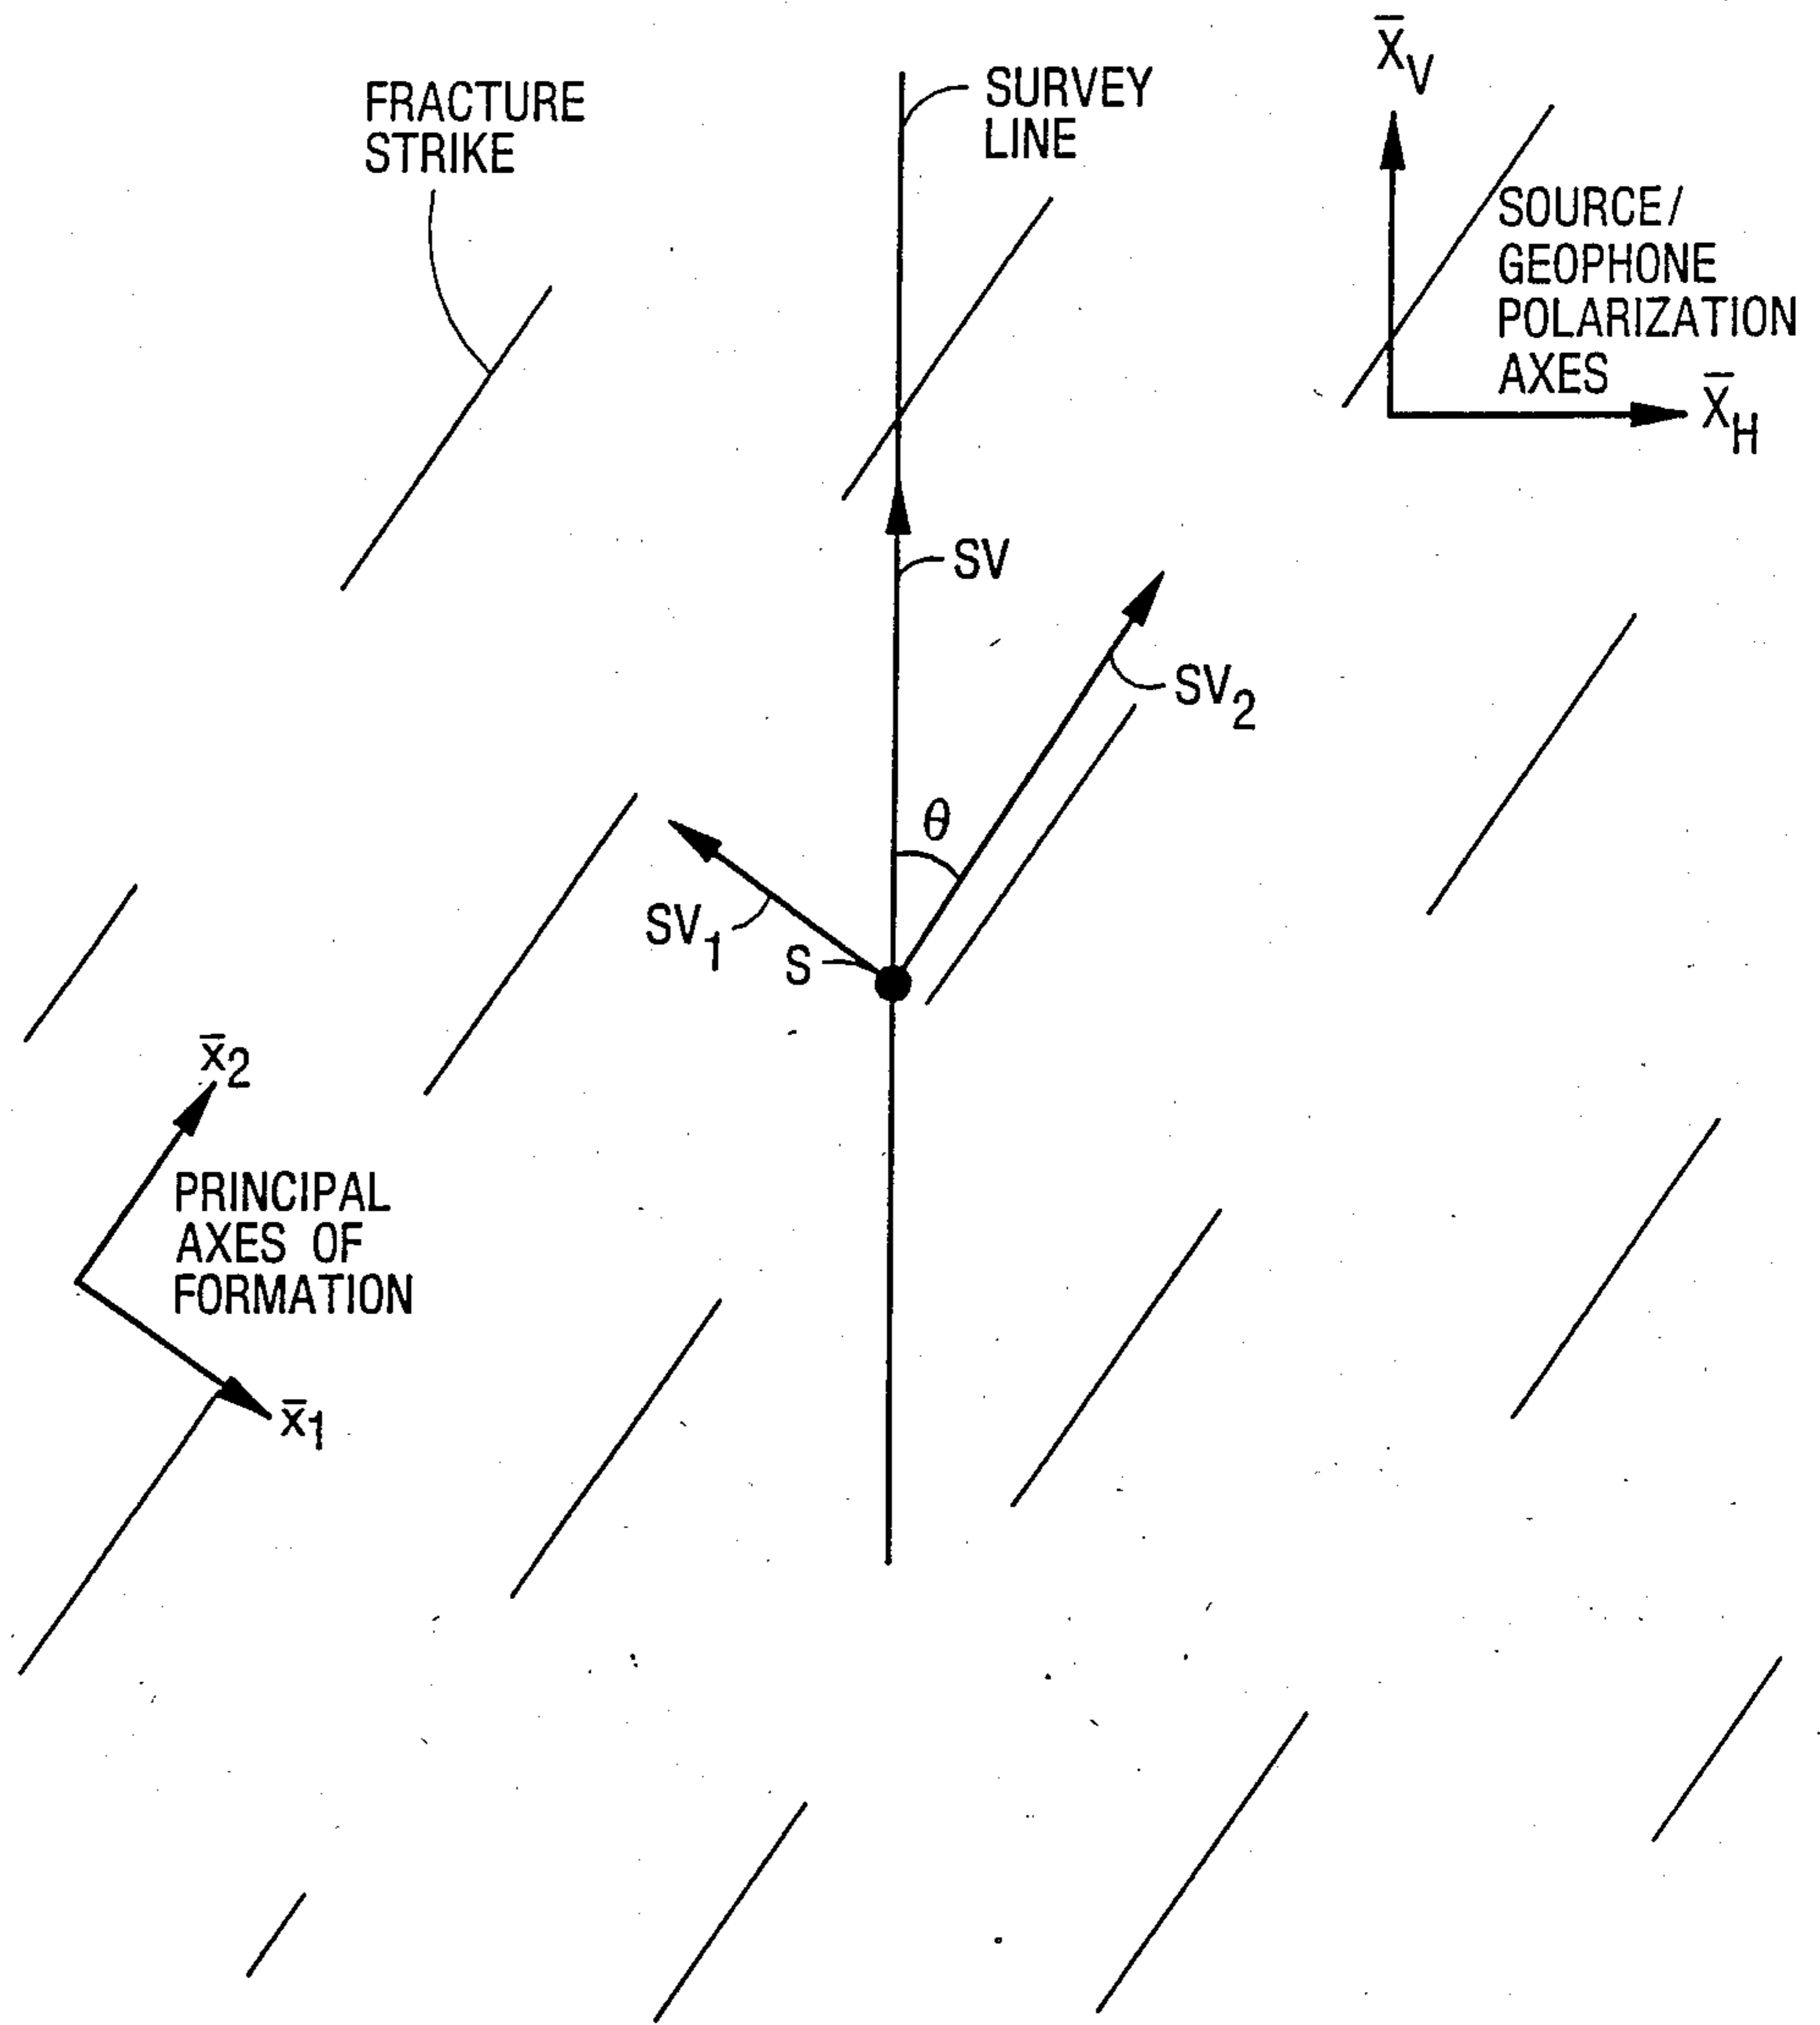 FRACTURE
STRIKE
SURVEY
LINE
X̄V
SOURCE/
GEOPHONE
POLARIZATION
AXES
X̄H
SV
SV2
θ
SV1
S
x̄2
PRINCIPAL
AXES OF
FORMATION
x̄1